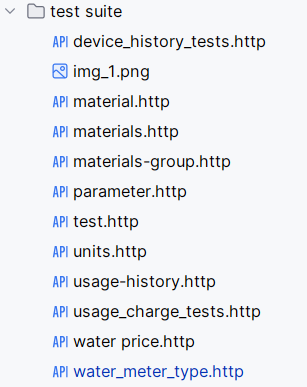 test suite
API device_history_tests.http
img_1.png
API material.http
API materials.http
API materials-group.http
API parameter.http
API test.http
API units.http
API usage-history.http
API usage_charge_tests.http
API water price.http
API water_meter_type.http